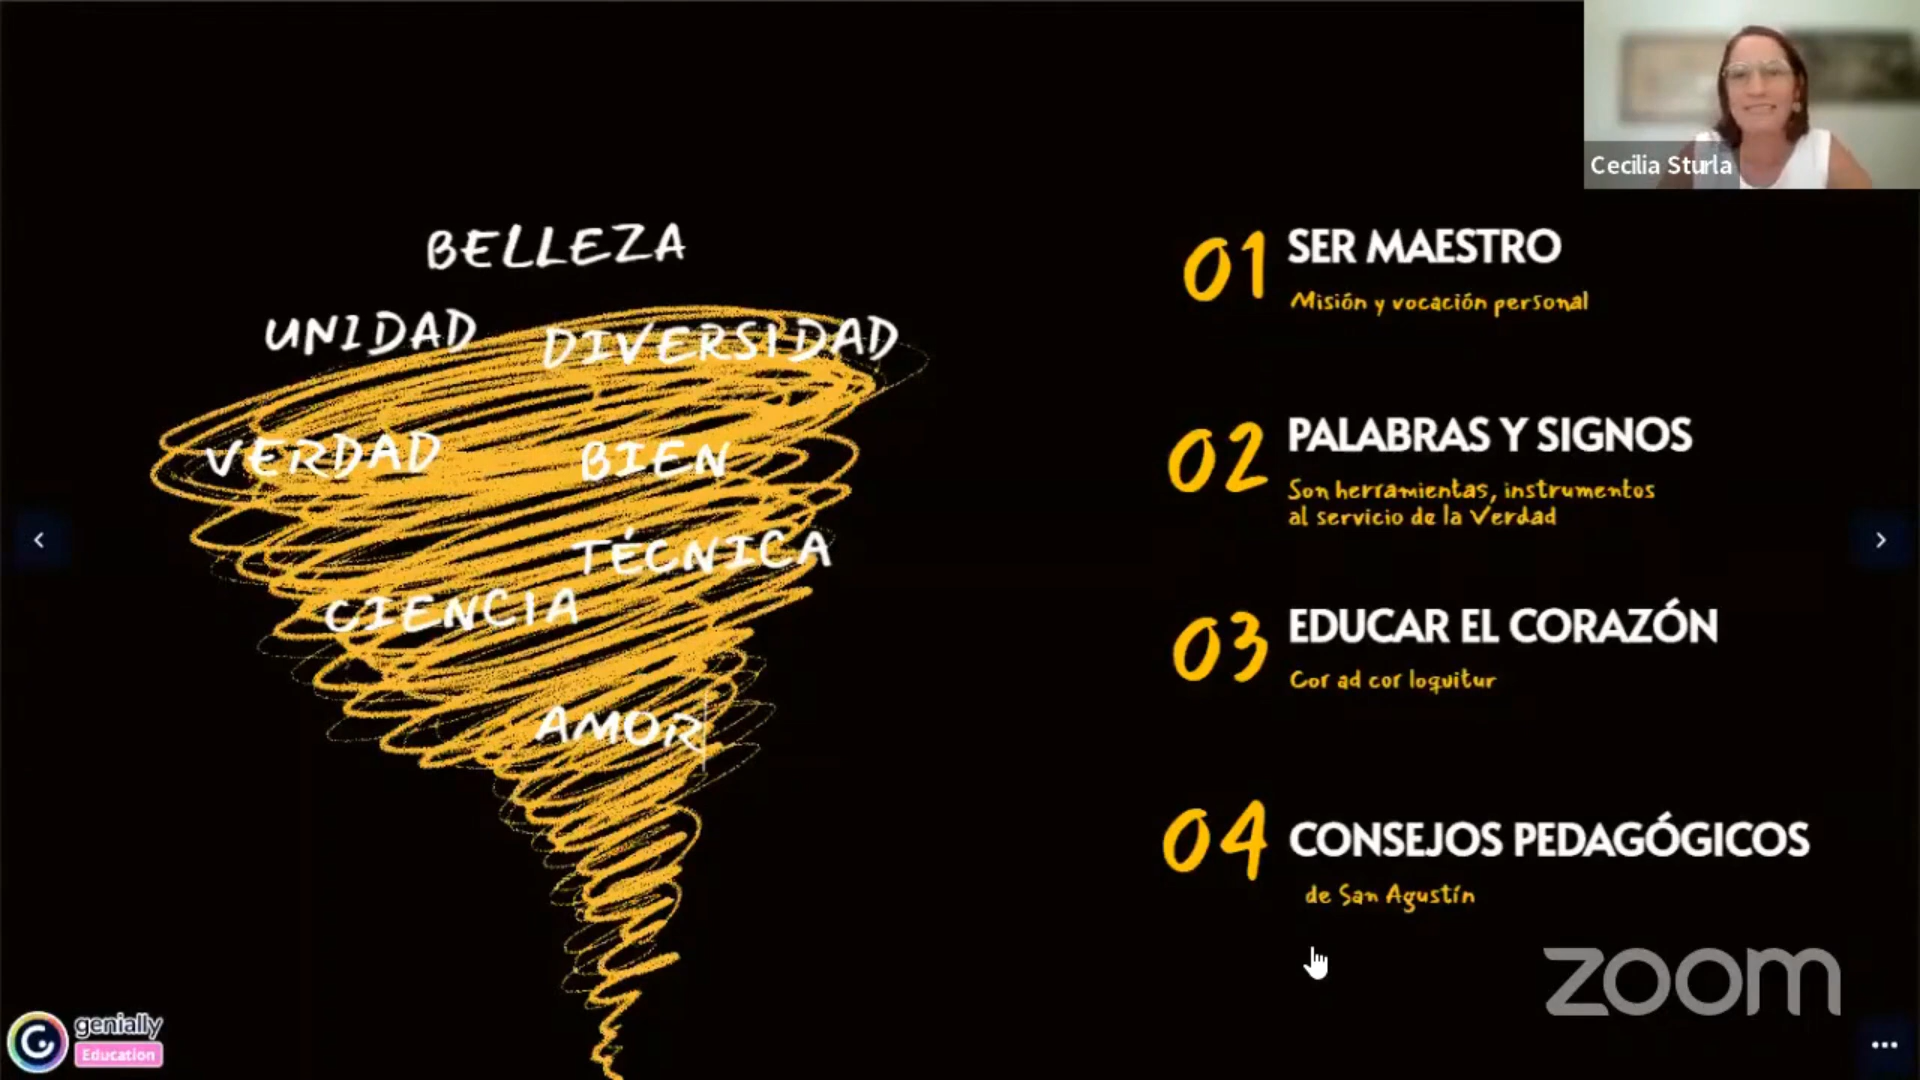 Cecilia Sturla
BELLEZA
UNIDAD
DIVERSIDAD
VERDAD
BIEN
TÉCNICA
CIENCIA
AMOR
01
SER MAESTRO
Misión y vocación personal
02
PALABRAS Y SIGNOS
Son herramientas, instrumentos
al servicio de la Verdad
03
EDUCAR EL CORAZÓN
Cor ad cor loquitur
04
CONSEJOS PEDAGÓGICOS
de San Agustín
zoom
genially
Education